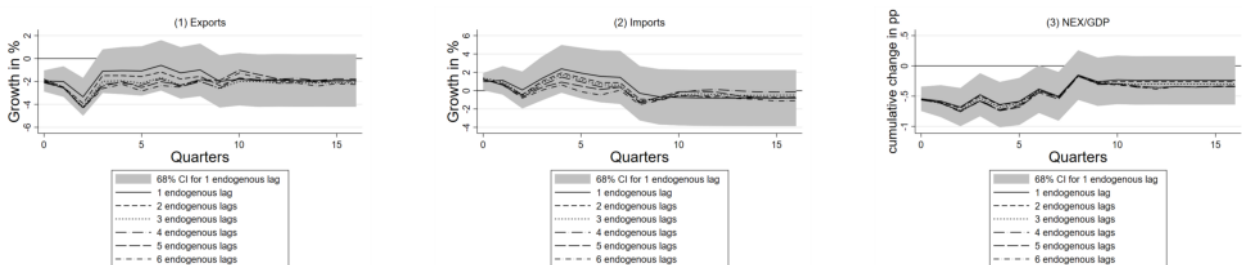 (1) Exports
Growth in %
2
0
-2
-4
-6
0
5
10
15
Quarters
68% CI for 1 endogenous lag
1 endogenous lag
2 endogenous lags
3 endogenous lags
4 endogenous lags
5 endogenous lags
6 endogenous lags
(2) Imports
Growth in %
6
4
2
0
-2
-4
0
5
10
15
Quarters
68% CI for 1 endogenous lag
1 endogenous lag
2 endogenous lags
3 endogenous lags
4 endogenous lags
5 endogenous lags
6 endogenous lags
(3) NEX/GDP
cumulative change in pp
.5
0
-.5
-1
0
5
10
15
Quarters
68% CI for 1 endogenous lag
1 endogenous lag
2 endogenous lags
3 endogenous lags
4 endogenous lags
5 endogenous lags
6 endogenous lags